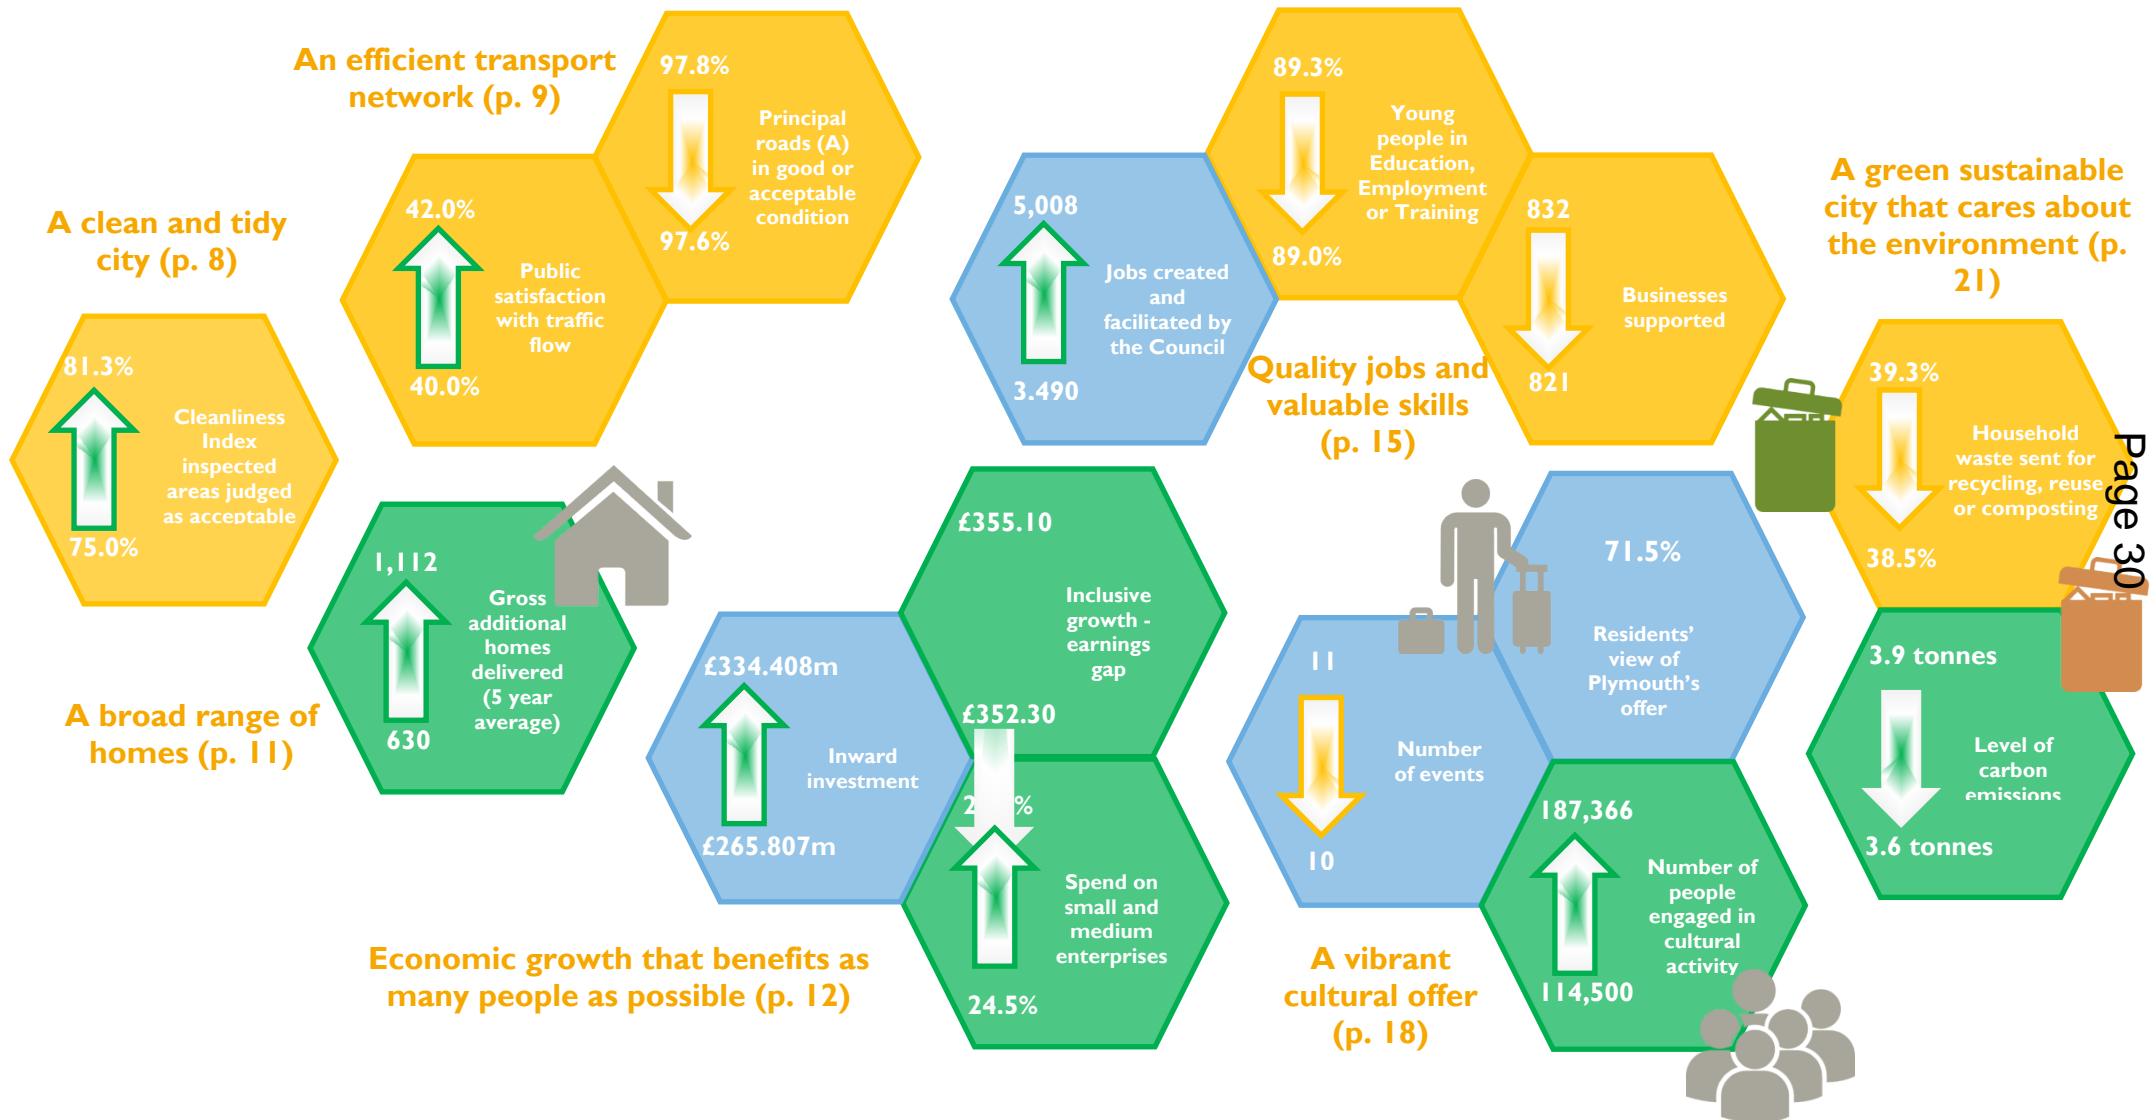 An efficient transport
network (p. 9)
97.8%
Principal
roads (A)
in good or
acceptable
condition
97.6%
42.0%
Public
satisfaction
with traffic
flow
40.0%
A clean and tidy
city (p. 8)
81.3%
Cleanliness
Index
inspected
areas judged
as acceptable
75.0%
1,112
Gross
additional
homes
delivered
(5 year
average)
630
A broad range of
homes (p. 11)
£334.408m
Inward
investment
£265.807m
£355.10
Inclusive
growth -
earnings
gap
£352.30
Spend on
small and
medium
enterprises
24.5%
Economic growth that benefits as
many people as possible (p. 12)
89.3%
Young
people in
Education,
Employment
or Training
89.0%
5,008
Jobs created
and
facilitated by
the Council
3.490
832
Businesses
supported
821
Quality jobs and
valuable skills
(p. 15)
71.5%
Residents’
view of
Plymouth’s
offer
11
Number
of events
10
187,366
Number of
people
engaged in
cultural
activity
114,500
A vibrant
cultural offer
(p. 18)
A green sustainable
city that cares about
the environment (p.
21)
39.3%
Household
waste sent for
recycling, reuse
or composting
38.5%
3.9 tonnes
Level of
carbon
emissions
3.6 tonnes
Page 30